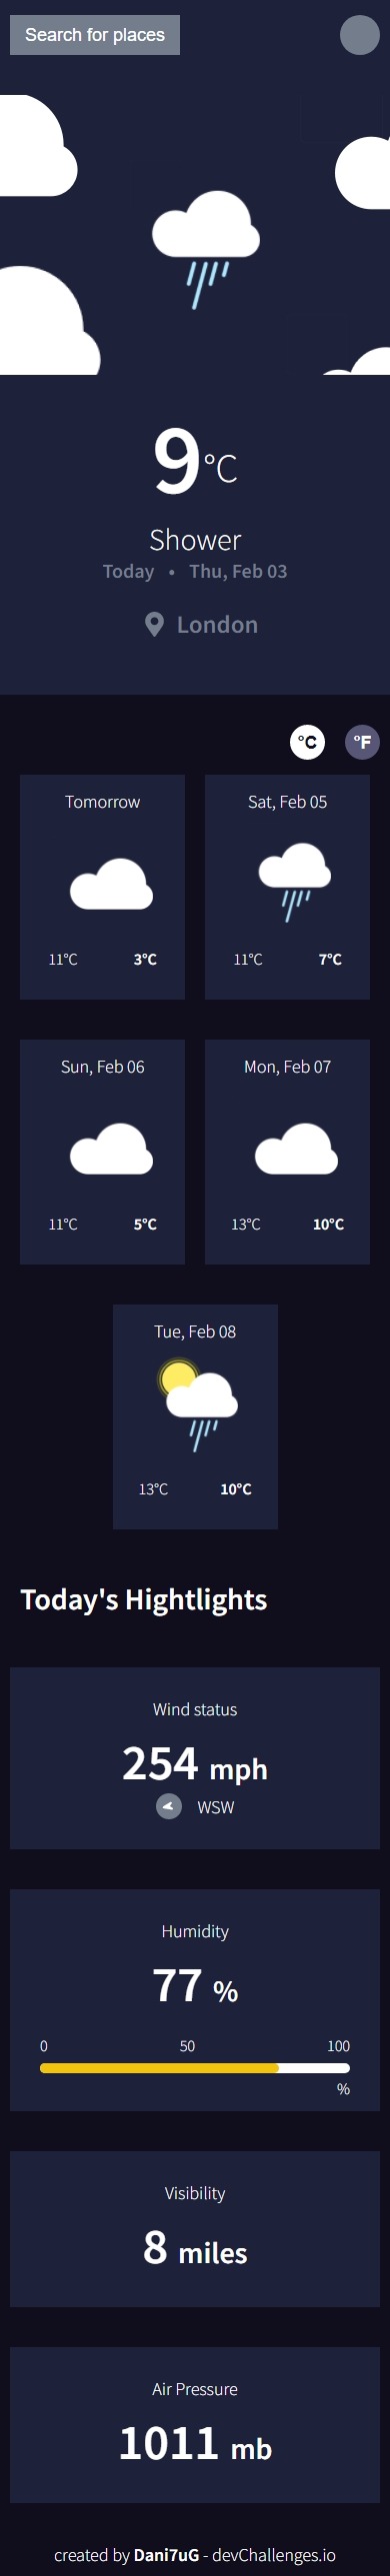 Search for places
9°C
Shower
Today • Thu, Feb 03
London
°C °F
Tomorrow
11°C 3°C
Sat, Feb 05
11°C 7°C
Sun, Feb 06
11°C 5°C
Mon, Feb 07
13°C 10°C
Tue, Feb 08
13°C 10°C
Today's Hightlights
Wind status
254 mph
WSW
Humidity
77 %
0 50 100
%
Visibility
8 miles
Air Pressure
1011 mb
created by Dani7uG - devChallenges.io